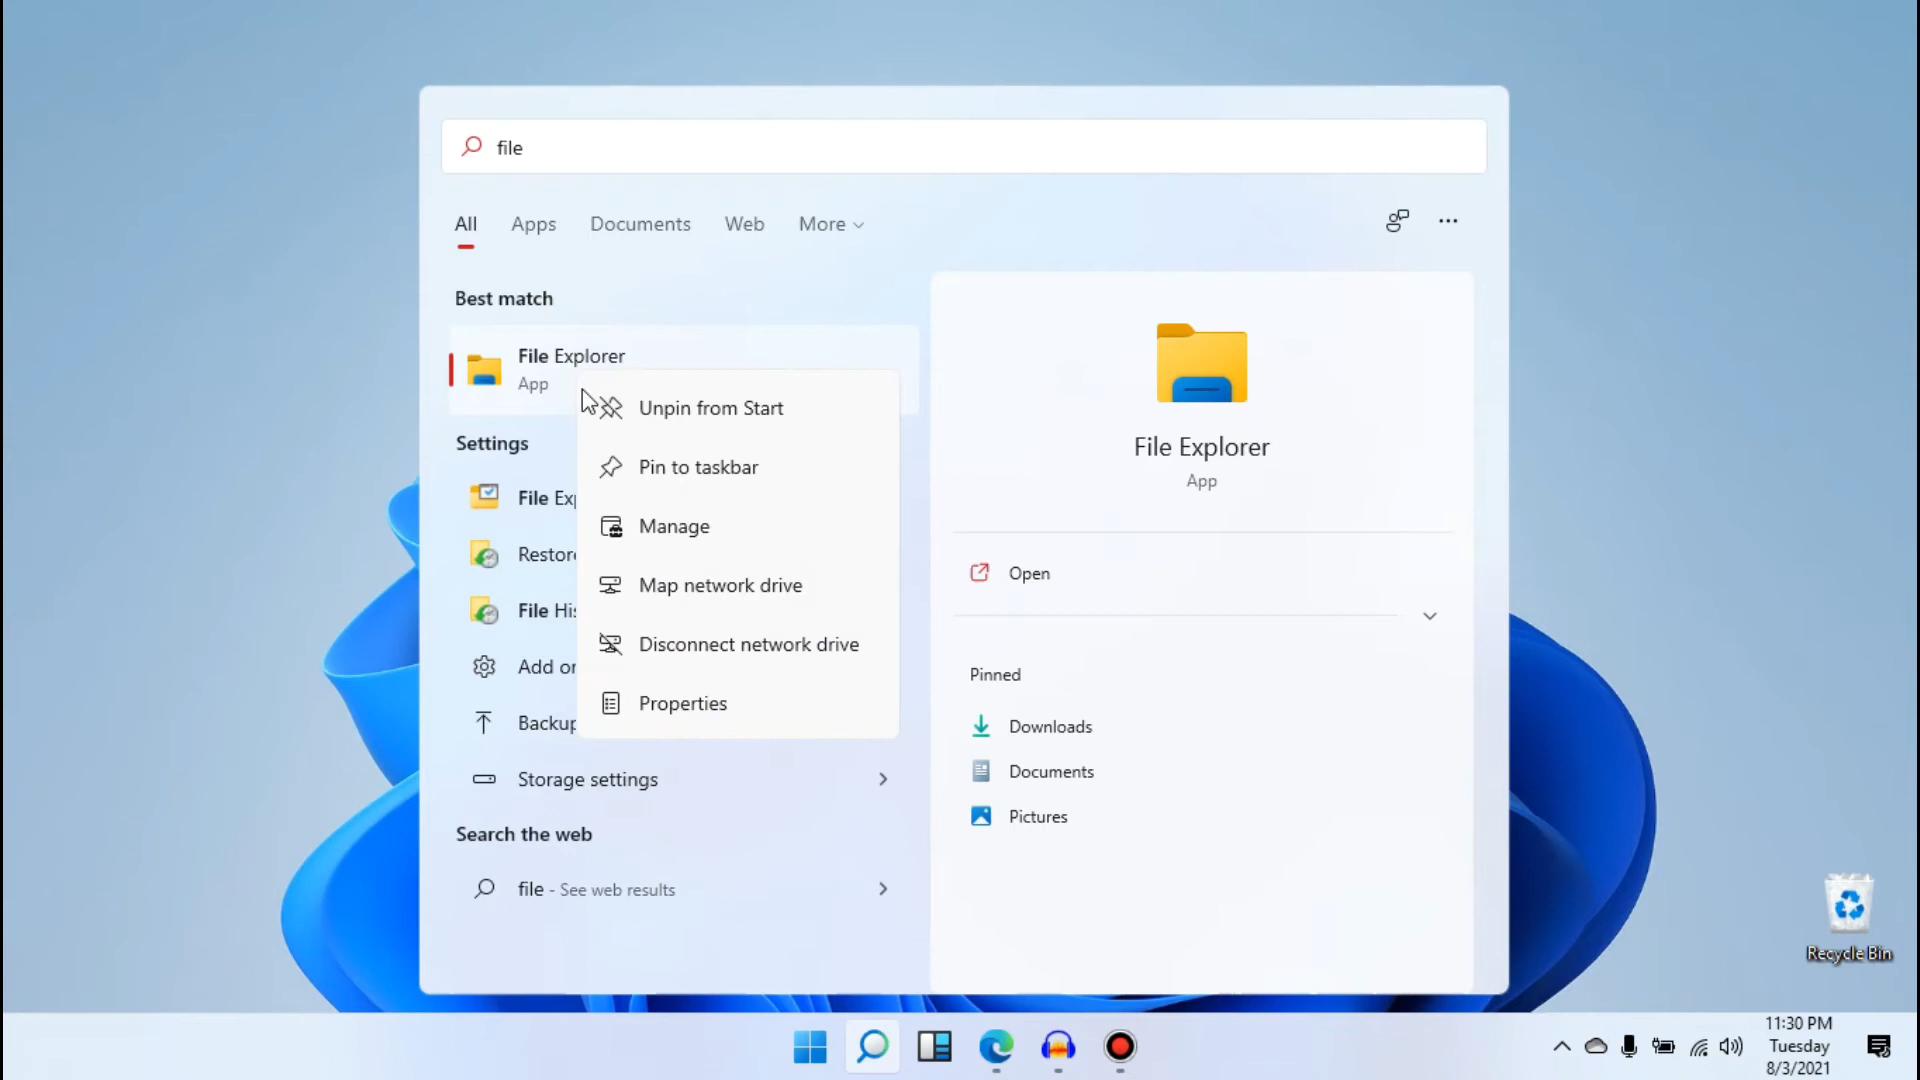 file
All Apps Documents Web More
Best match
File Explorer
App
Unpin from Start
Pin to taskbar
Manage
Map network drive
Disconnect network drive
Properties
Settings
File Exp
Restore
File His
Add or
Backup
Storage settings
Search the web
file - See web results
File Explorer
App
Open
Pinned
Downloads
Documents
Pictures
Recycle Bin
11:30 PM
Tuesday
8/3/2021